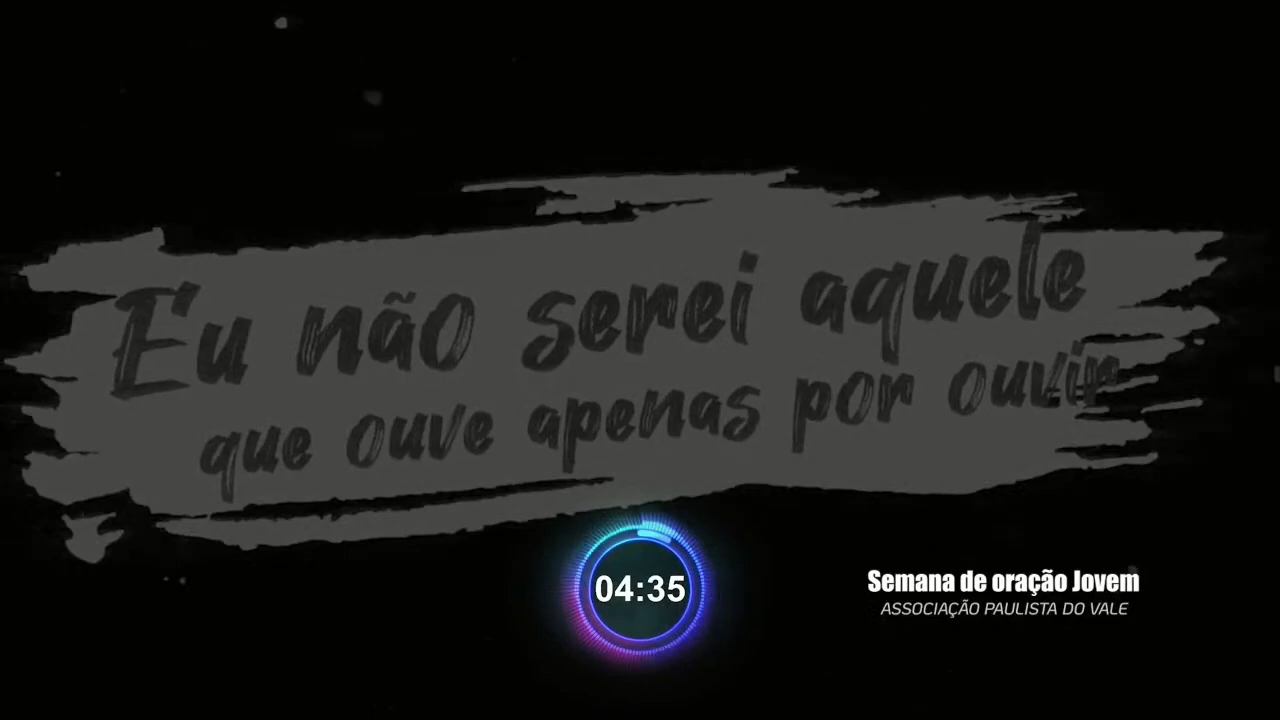 Eu não serei aquele
que ouve apenas por ouvir
04:35
Semana de oração Jovem
ASSOCIAÇÃO PAULISTA DO VALE